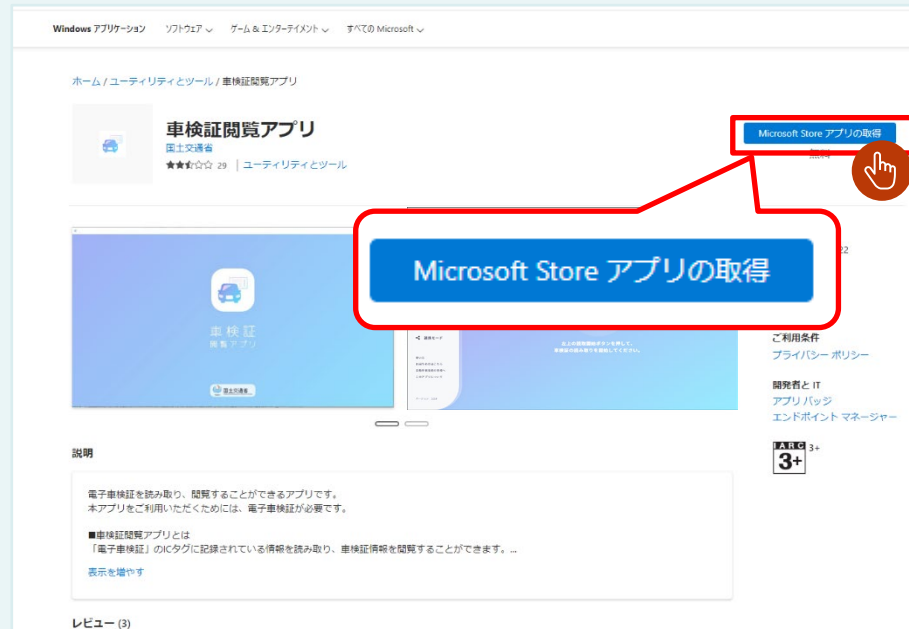 Windows アプリケーション ソフトウェア ゲーム & エンターテイメント すべての Microsoft
ホーム / ユーティリティとツール / 車検証閲覧アプリ
車検証閲覧アプリ
国土交通省
29 | ユーティリティとツール
Microsoft Store アプリの取得
無料
Microsoft Store アプリの取得
22
車検証
閲覧アプリ
国土交通省
ご利用条件
プライバシー ポリシー
開発者と IT
アプリ バッジ
エンドポイント マネージャー
IARC 3+
3+
説明
電子車検証を読み取り、閲覧することができるアプリです。
本アプリをご利用いただくためには、電子車検証が必要です。
■車検証閲覧アプリとは
「電子車検証」のICタグに記録されている情報を読み取り、車検証情報を閲覧することができます。...
表示を増やす
レビュー (3)